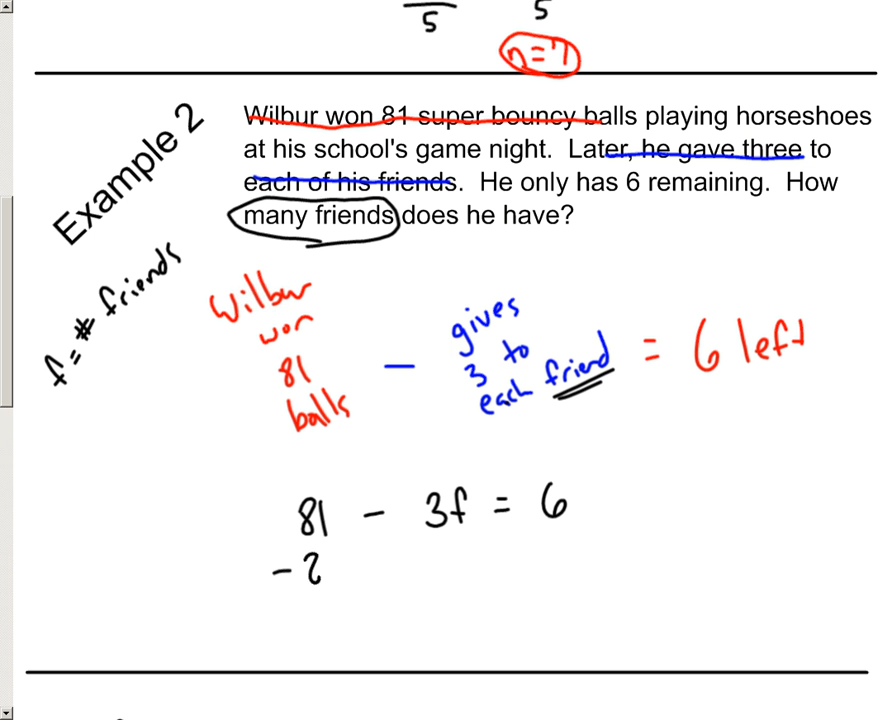 5 5
n=7
Example 2
Wilbur won 81 super bouncy balls playing horseshoes
at his school's game night. Later, he gave three to
each of his friends. He only has 6 remaining. How
many friends does he have?
f = # friends
Wilbur
won
81
balls
-
gives
3 to
each friend
= 6 left
81 - 3f = 6
-